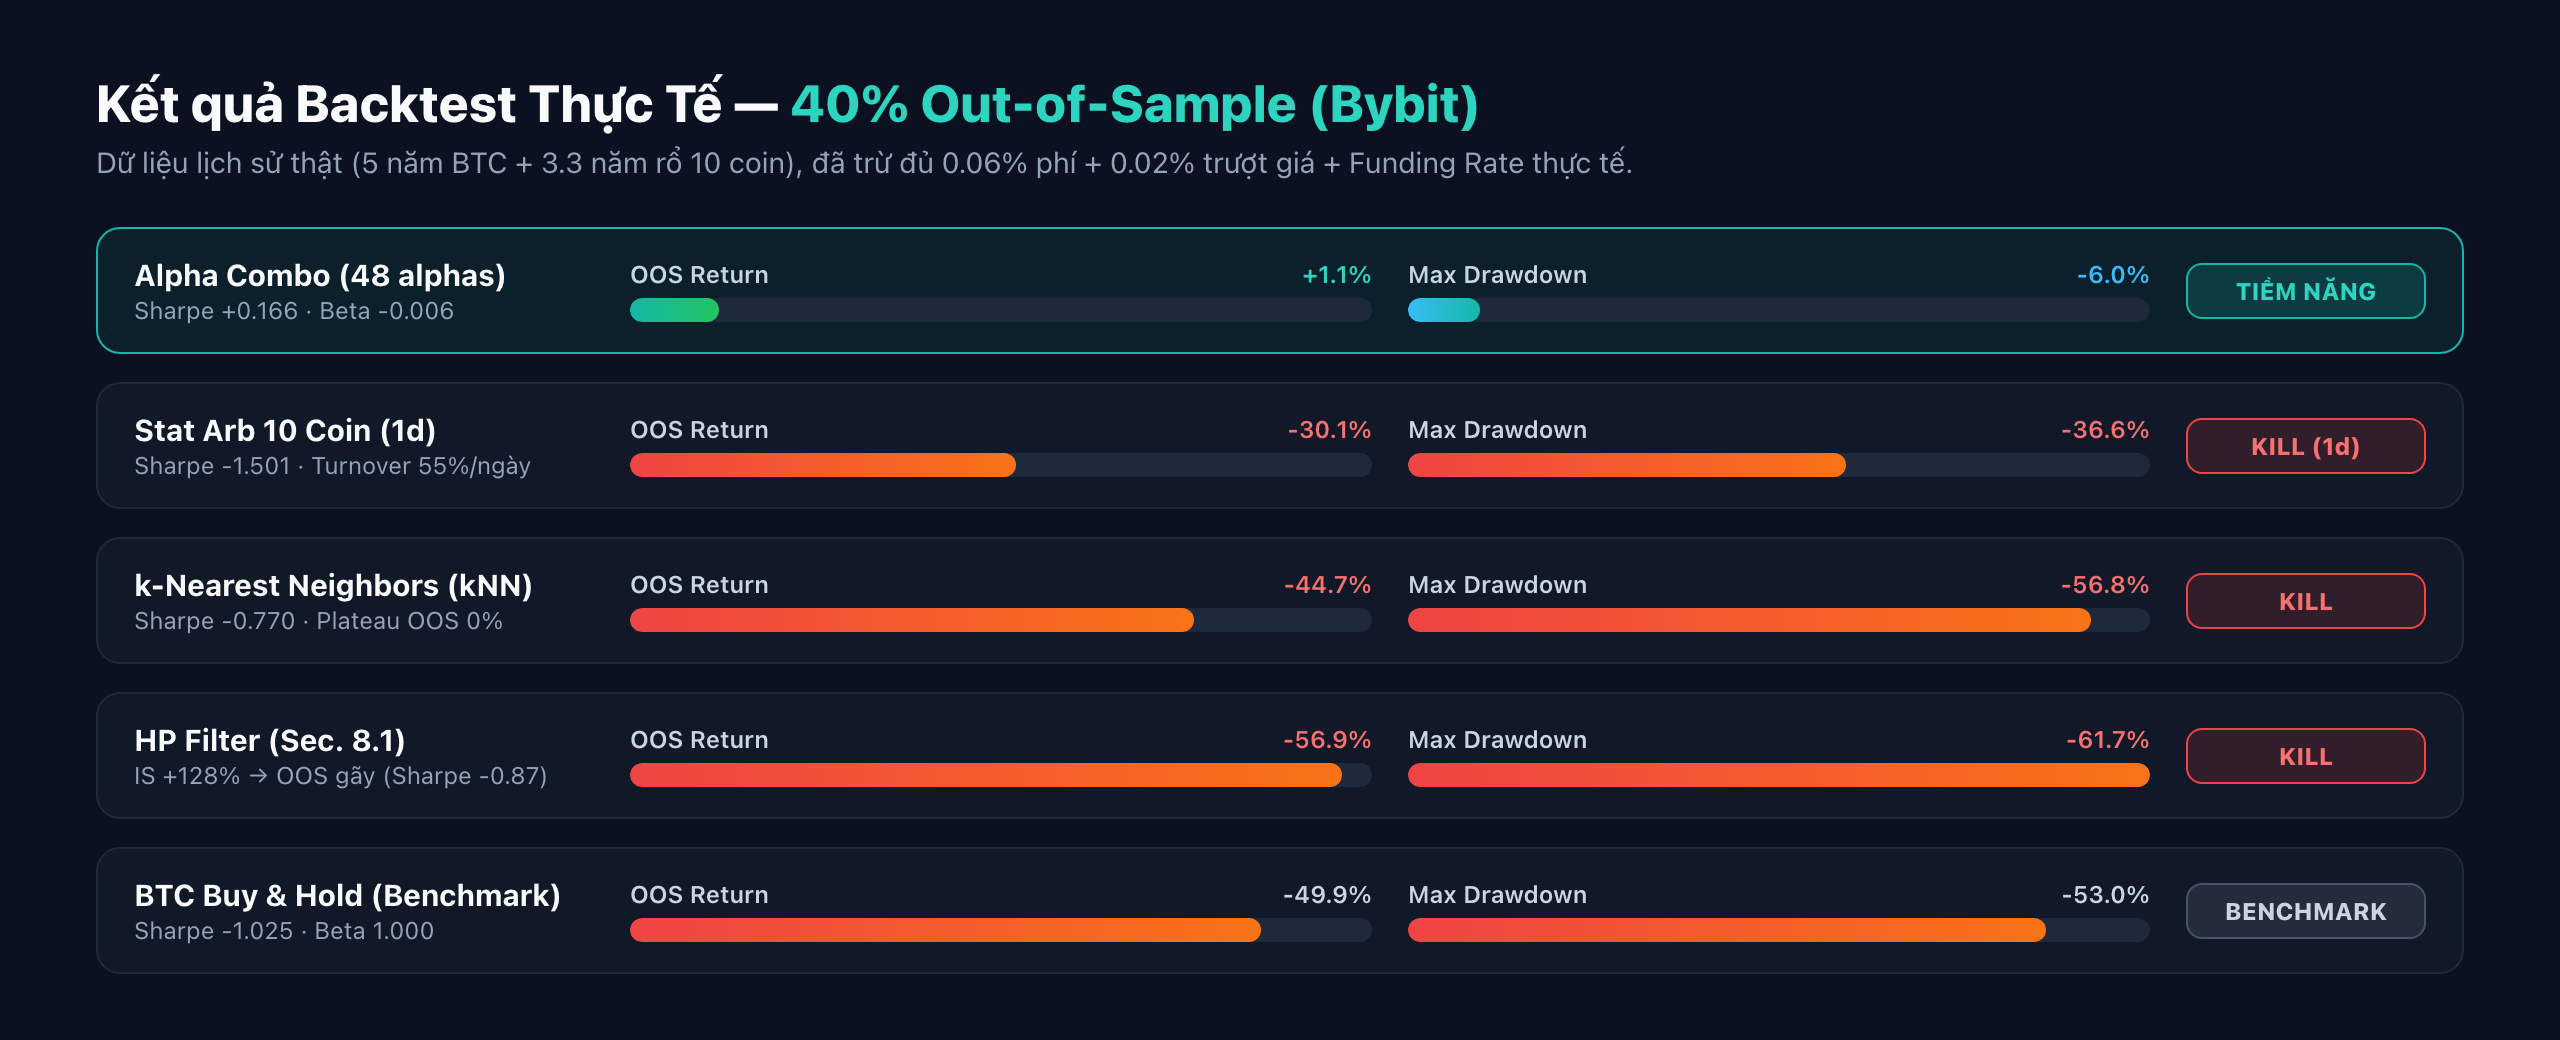 Kết quả Backtest Thực Tế — 40% Out-of-Sample (Bybit)
Dữ liệu lịch sử thật (5 năm BTC + 3.3 năm rổ 10 coin), đã trừ đủ 0.06% phí + 0.02% trượt giá + Funding Rate thực tế.
Alpha Combo (48 alphas)
Sharpe +0.166 · Beta -0.006
OOS Return +1.1%
Max Drawdown -6.0%
TIỀM NĂNG
Stat Arb 10 Coin (1d)
Sharpe -1.501 · Turnover 55%/ngày
OOS Return -30.1%
Max Drawdown -36.6%
KILL (1d)
k-Nearest Neighbors (kNN)
Sharpe -0.770 · Plateau OOS 0%
OOS Return -44.7%
Max Drawdown -56.8%
KILL
HP Filter (Sec. 8.1)
IS +128% → OOS gãy (Sharpe -0.87)
OOS Return -56.9%
Max Drawdown -61.7%
KILL
BTC Buy & Hold (Benchmark)
Sharpe -1.025 · Beta 1.000
OOS Return -49.9%
Max Drawdown -53.0%
BENCHMARK